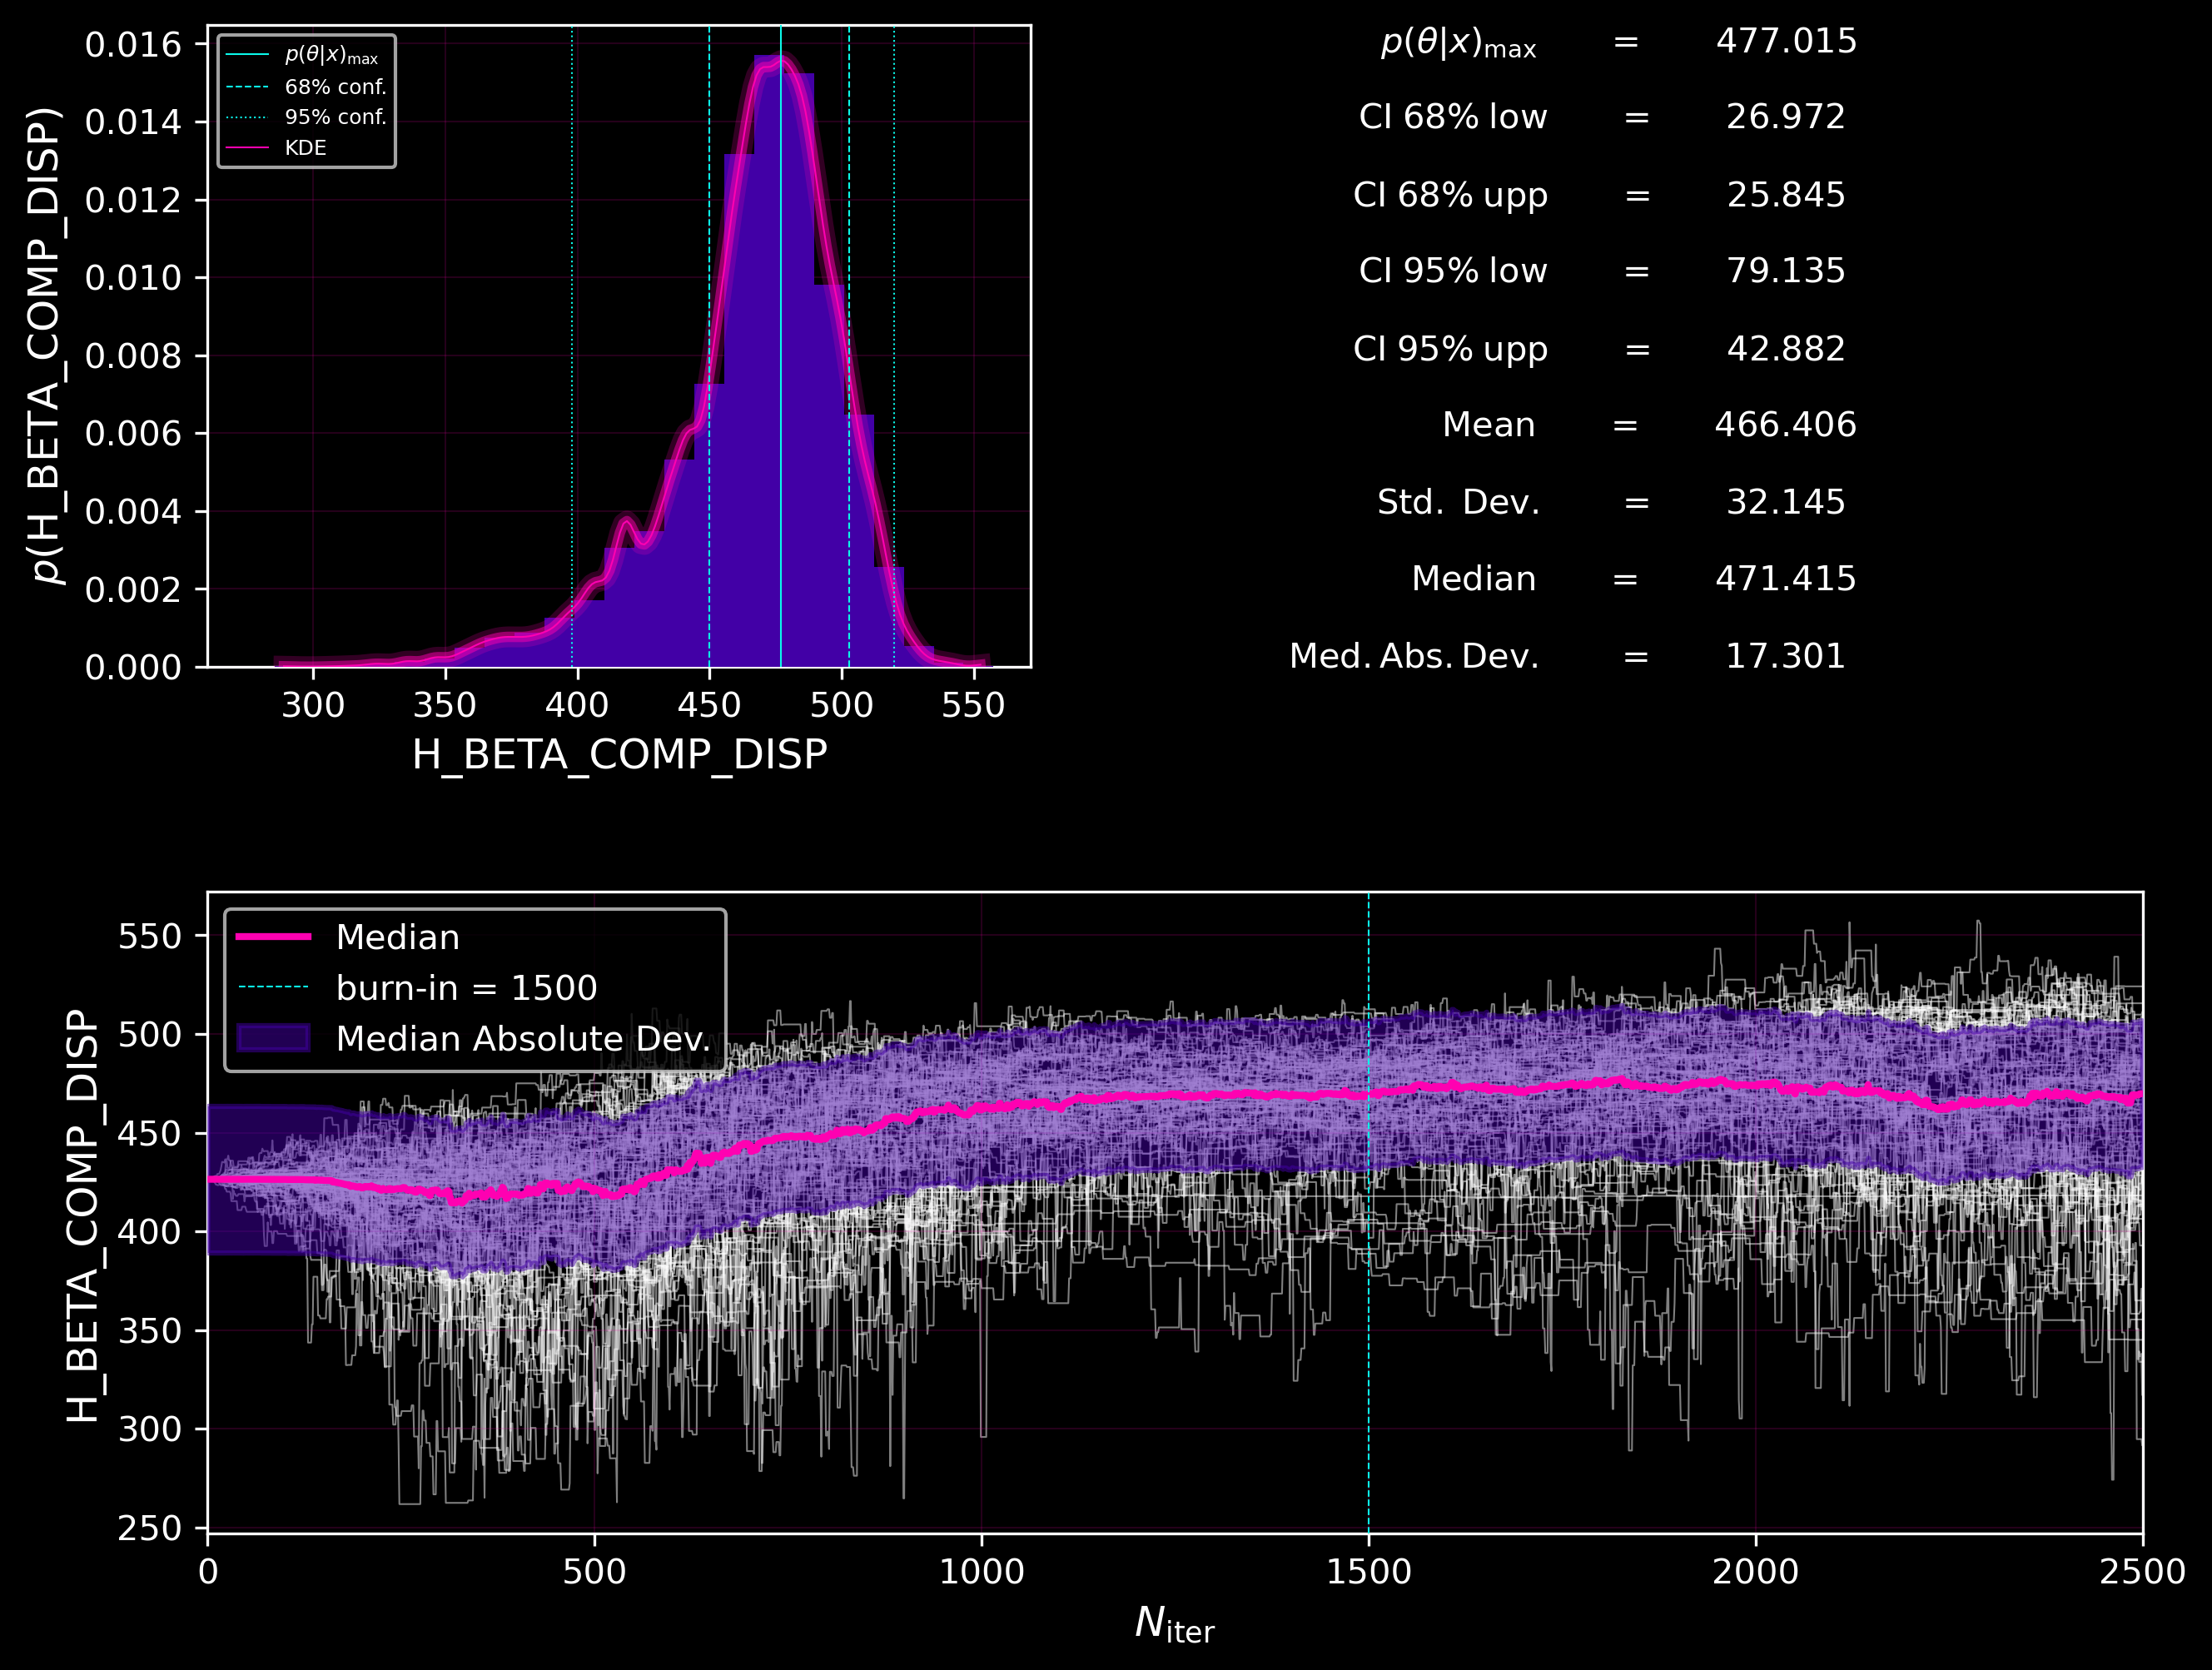 0.016
0.014
0.012
0.010
0.008
0.006
0.004
0.002
0.000
p(H_BETA_COMP_DISP)
p(θ|x)max
68% conf.
95% conf.
KDE
300 350 400 450 500 550
H_BETA_COMP_DISP
p(θ|x)max = 477.015
CI 68% low = 26.972
CI 68% upp = 25.845
CI 95% low = 79.135
CI 95% upp = 42.882
Mean = 466.406
Std. Dev. = 32.145
Median = 471.415
Med. Abs. Dev. = 17.301
550
500
450
400
350
300
250
H_BETA_COMP_DISP
Median
burn-in = 1500
Median Absolute Dev.
0 500 1000 1500 2000 2500
Niter